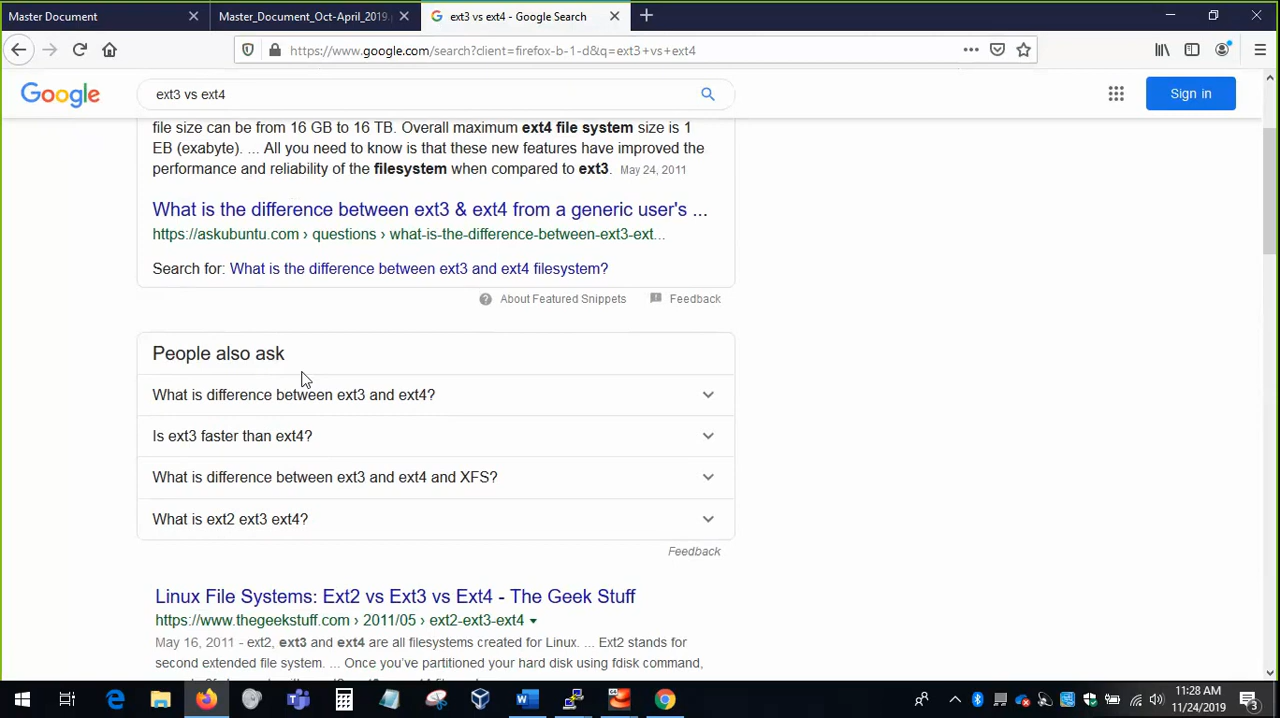 Master Document
Master_Document_Oct-April_2019.
ext3 vs ext4 - Google Search
https://www.google.com/search?client=firefox-b-1-d&q=ext3+vs+ext4
Google
ext3 vs ext4
Sign in
file size can be from 16 GB to 16 TB. Overall maximum ext4 file system size is 1
EB (exabyte). ... All you need to know is that these new features have improved the
performance and reliability of the filesystem when compared to ext3. May 24, 2011
What is the difference between ext3 & ext4 from a generic user's ...
https://askubuntu.com › questions › what-is-the-difference-between-ext3-ext...
Search for: What is the difference between ext3 and ext4 filesystem?
About Featured Snippets
Feedback
People also ask
What is difference between ext3 and ext4?
Is ext3 faster than ext4?
What is difference between ext3 and ext4 and XFS?
What is ext2 ext3 ext4?
Feedback
Linux File Systems: Ext2 vs Ext3 vs Ext4 - The Geek Stuff
https://www.thegeekstuff.com › 2011/05 › ext2-ext3-ext4
May 16, 2011 - ext2, ext3 and ext4 are all filesystems created for Linux. ... Ext2 stands for
second extended file system. ... Once you've partitioned your hard disk using fdisk command,
11:28 AM
11/24/2019
3